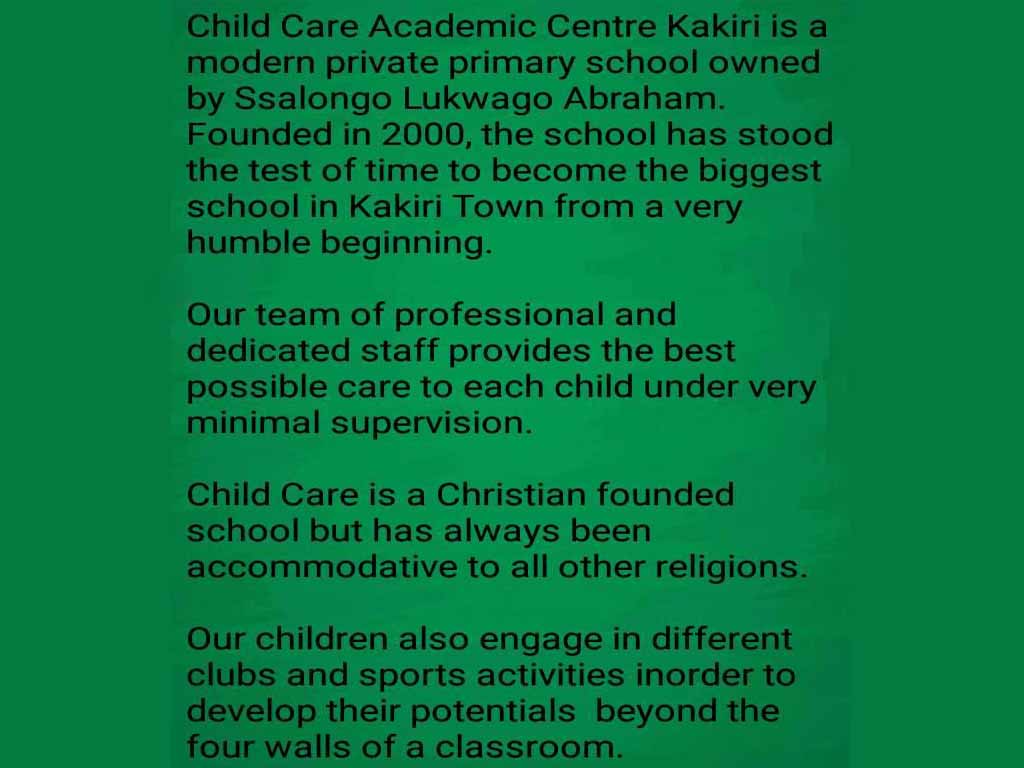 Child Care Academic Centre Kakiri is a
modern private primary school owned
by Ssalongo Lukwago Abraham.
Founded in 2000, the school has stood
the test of time to become the biggest
school in Kakiri Town from a very
humble beginning.
Our team of professional and
dedicated staff provides the best
possible care to each child under very
minimal supervision.
Child Care is a Christian founded
school but has always been
accommodative to all other religions.
Our children also engage in different
clubs and sports activities inorder to
develop their potentials  beyond the
four walls of a classroom.